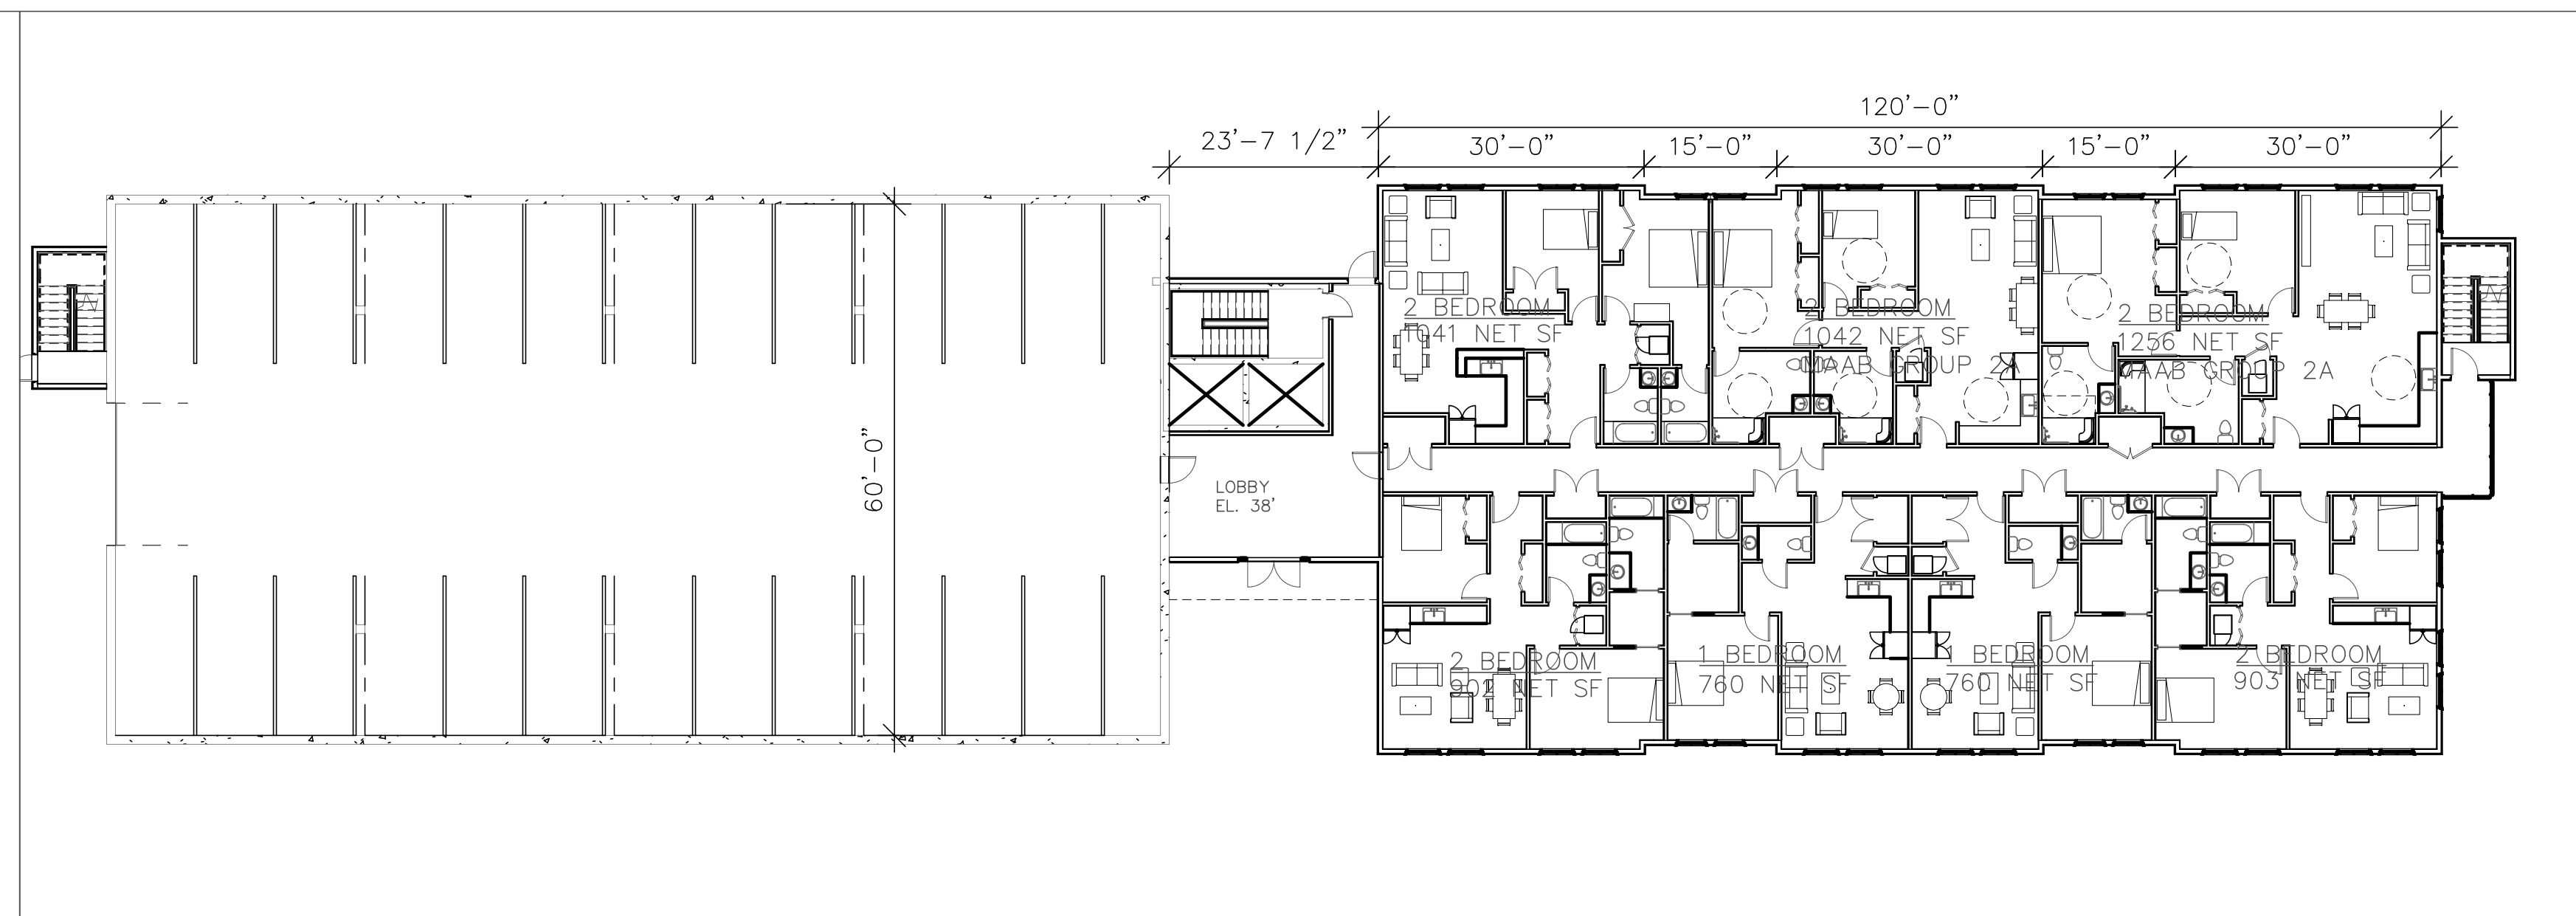 120'-0"
23'-7 1/2"
30'-0"
15'-0"
30'-0"
15'-0"
30'-0"
2 BEDROOM
1041 NET SF
2 BEDROOM
1042 NET SF
MAAB GROUP 2A
2 BEDROOM
1256 NET SF
MAAB GROUP 2A
60'-0"
LOBBY
EL. 38'
2 BEDROOM
902 NET SF
1 BEDROOM
760 NET SF
1 BEDROOM
760 NET SF
2 BEDROOM
903 NET SF